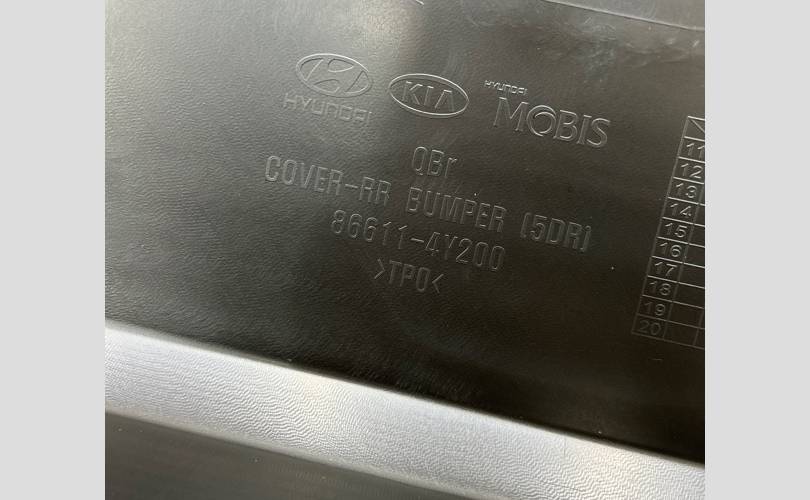 HYUNDAI
KIA
HYUNDAI
MOBIS
QBr
COVER-RR BUMPER (5DR)
86611-4Y200
>TPO<
11
12
13
14
15
16
17
18
19
20